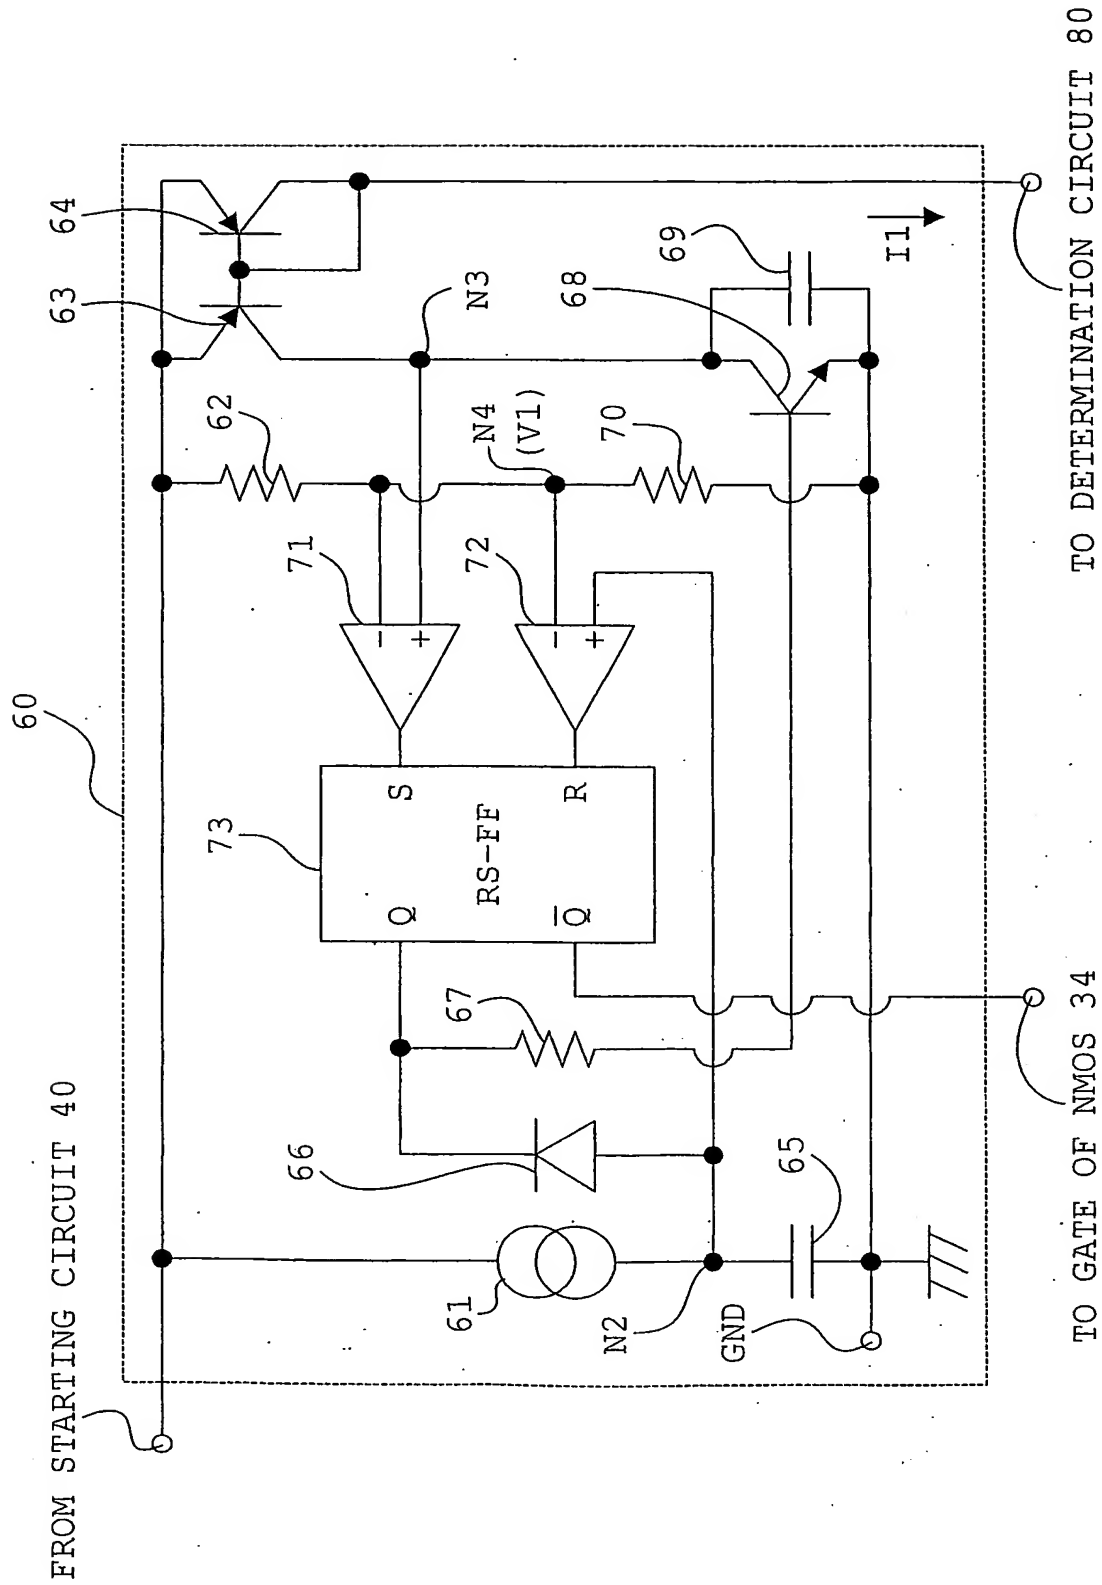 60
FROM STARTING CIRCUIT 40
61
N2
GND
65
66
67
73
Q
Q̅
RS-FF
S
R
71
72
-
+
-
+
62
N4
(V1)
70
63
64
N3
68
69
I1
TO GATE OF NMOS 34
TO DETERMINATION CIRCUIT 80